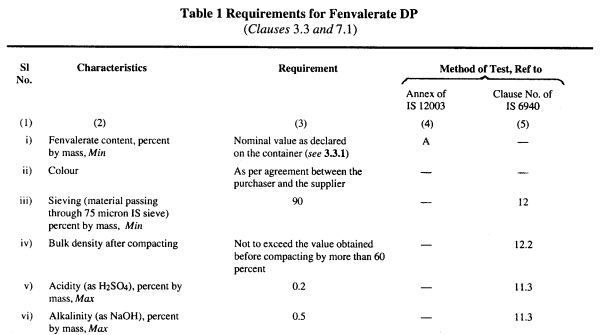 Table 1 Requirements for Fenvalerate DP
(Clauses 3.3 and 7.1)
Sl No. Characteristics Requirement Method of Test, Ref to
Annex of IS 12003 Clause No. of IS 6940
(1) (2) (3) (4) (5)
i) Fenvalerate content, percent by mass, Min Nominal value as declared on the container (see 3.3.1) A —
ii) Colour As per agreement between the purchaser and the supplier — —
iii) Sieving (material passing through 75 micron IS sieve) percent by mass, Min 90 — 12
iv) Bulk density after compacting Not to exceed the value obtained before compacting by more than 60 percent — 12.2
v) Acidity (as H2SO4), percent by mass, Max 0.2 — 11.3
vi) Alkalinity (as NaOH), percent by mass, Max 0.5 — 11.3